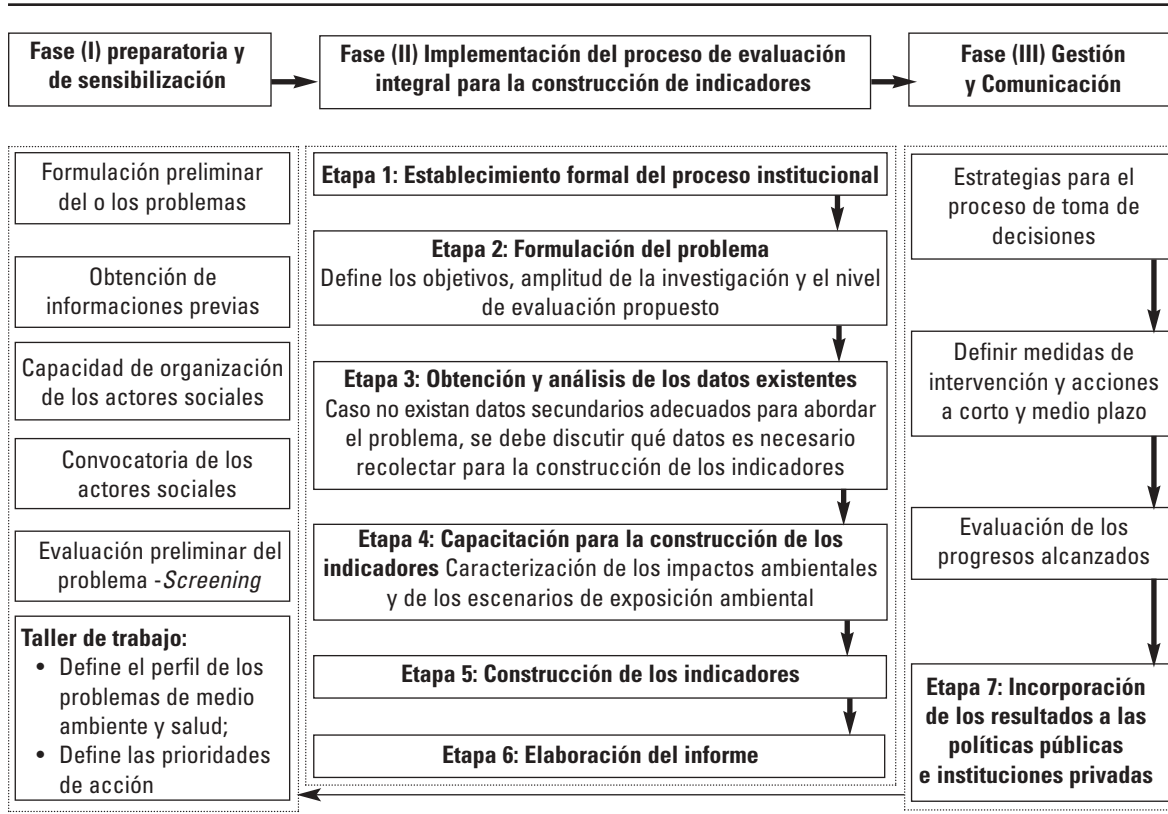 Fase (I) preparatoria y
de sensibilización
Fase (II) Implementación del proceso de evaluación
integral para la construcción de indicadores
Fase (III) Gestión
y Comunicación
Formulación preliminar
del o los problemas
Obtención de
informaciones previas
Capacidad de organización
de los actores sociales
Convocatoria de los
actores sociales
Evaluación preliminar del
problema -Screening
Taller de trabajo:
• Define el perfil de los
problemas de medio
ambiente y salud;
• Define las prioridades
de acción
Etapa 1: Establecimiento formal del proceso institucional
Etapa 2: Formulación del problema
Define los objetivos, amplitud de la investigación y el nivel
de evaluación propuesto
Etapa 3: Obtención y análisis de los datos existentes
Caso no existan datos secundarios adecuados para abordar
el problema, se debe discutir qué datos es necesario
recolectar para la construcción de los indicadores
Etapa 4: Capacitación para la construcción de los
indicadores Caracterización de los impactos ambientales
y de los escenarios de exposición ambiental
Etapa 5: Construcción de los indicadores
Etapa 6: Elaboración del informe
Estrategias para el
proceso de toma de
decisiones
Definir medidas de
intervención y acciones
a corto y medio plazo
Evaluación de los
progresos alcanzados
Etapa 7: Incorporación
de los resultados a las
políticas públicas
e instituciones privadas